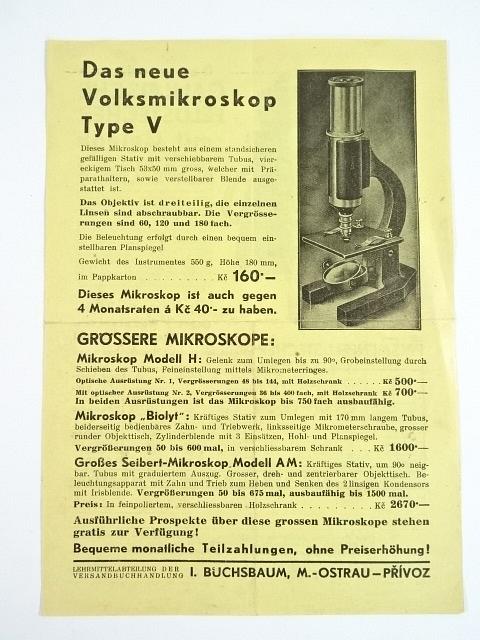 Das neue
Volksmikroskop
Type V
Dieses Mikroskop besteht aus einem standsicheren
gefälligen Stativ mit verschiebbarem Tubus, vier-
eckigem Tisch 53x50 mm gross, welcher mit Prä-
parathaltern, sowie verstellbarer Blende ausge-
stattet ist.
Das Objektiv ist dreiteilig, die einzelnen
Linsen sind abschraubbar. Die Vergrösse-
rungen sind 60, 120 und 180 fach.
Die Beleuchtung erfolgt durch einen bequem ein-
stellbaren Planspiegel
Gewicht des Instrumentes 550 g, Höhe 180 mm,
im Pappkarton . . . . . . . . . Kč 160·—
Dieses Mikroskop ist auch gegen
4 Monatsraten á Kč 40·- zu haben.
GRÖSSERE MIKROSKOPE:
Mikroskop Modell H: Gelenk zum Umlegen bis zu 90°, Grobeinstellung durch
Schieben des Tubus, Feineinstellung mittels Mikrometerringes.
Optische Ausrüstung Nr. 1, Vergrösserungen 48 bis 144, mit Holzschrank . . . . . . Kč 500·—
Mit optischer Ausrüstung Nr. 2, Vergrösserungen 36 bis 400 fach, mit Holzschrank Kč 700·—
In beiden Ausrüstungen ist das Mikroskop bis 750 fach ausbaufähig.
Mikroskop „Biolyt": Kräftiges Stativ zum Umlegen mit 170 mm langem Tubus,
beiderseitig bedienbares Zahn- und Triebwerk, linksseitige Mikrometerschraube, grosser
runder Objekttisch, Zylinderblende mit 3 Einsätzen, Hohl- und Planspiegel.
Vergrößerungen 50 bis 600 mal, in verschliessbarem Schrank . . . . Kč 1600·—
Großes Seibert-Mikroskop Modell AM: Kräftiges Stativ, um 90° neig-
bar. Tubus mit graduiertem Auszug. Grosser, dreh- und zentrierbarer Objekttisch. Be-
leuchtungsapparat mit Zahn und Trieb zum Heben und Senken des 2 linsigen Kondensors
mit Irisblende. Vergrößerungen 50 bis 675 mal, ausbaufähig bis 1500 mal.
Preis: In feinpoliertem, verschliessbaren Holzschrank . . . . . . . . . Kč 2670·—
Ausführliche Prospekte über diese grossen Mikroskope stehen
gratis zur Verfügung!
Bequeme monatliche Teilzahlungen, ohne Preiserhöhung!
LEHRMITTELABTEILUNG DER
VERSANDBUCHHANDLUNG I. BUCHSBAUM, M.-OSTRAU–PŘÍVOZ